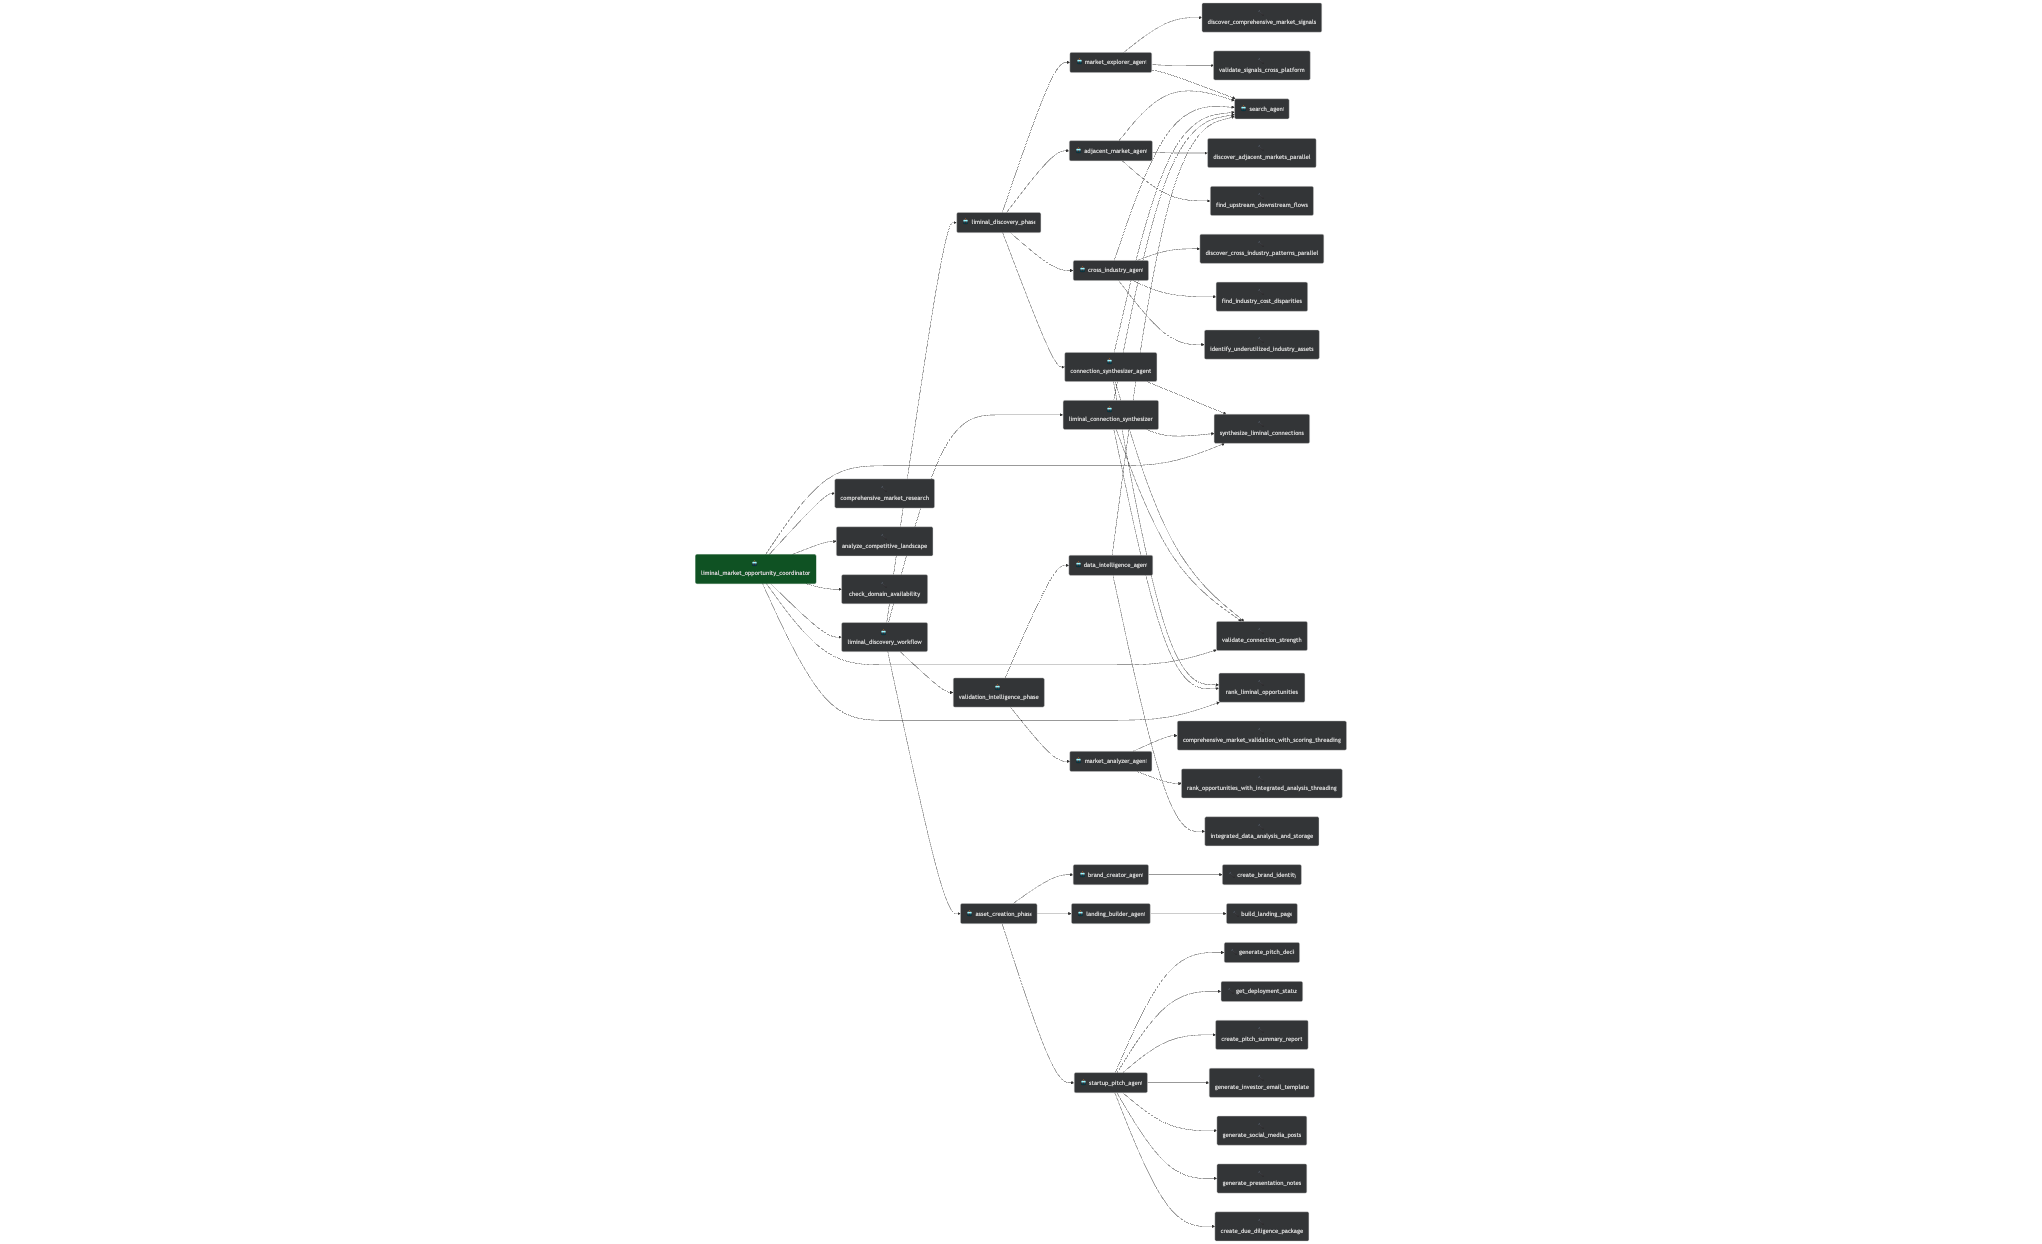 discover_comprehensive_market_signals
market_explorer_agent
validate_signals_cross_platform
search_agent
adjacent_market_agent
discover_adjacent_markets_parallel
find_upstream_downstream_flows
liminal_discovery_phase
discover_cross_industry_patterns_parallel
cross_industry_agent
find_industry_cost_disparities
identify_underutilized_industry_assets
connection_synthesizer_agent
liminal_connection_synthesizer
synthesize_liminal_connections
comprehensive_market_research
analyze_competitive_landscape
liminal_market_opportunity_coordinator
data_intelligence_agent
check_domain_availability
liminal_discovery_workflow
validate_connection_strength
validation_intelligence_phase
rank_liminal_opportunities
comprehensive_market_validation_with_scoring_threading
market_analyzer_agent
rank_opportunities_with_integrated_analysis_threading
integrated_data_analysis_and_storage
brand_creator_agent
create_brand_identity
asset_creation_phase
landing_builder_agent
build_landing_page
generate_pitch_deck
get_deployment_status
create_pitch_summary_report
startup_pitch_agent
generate_investor_email_template
generate_social_media_posts
generate_presentation_notes
create_due_diligence_package